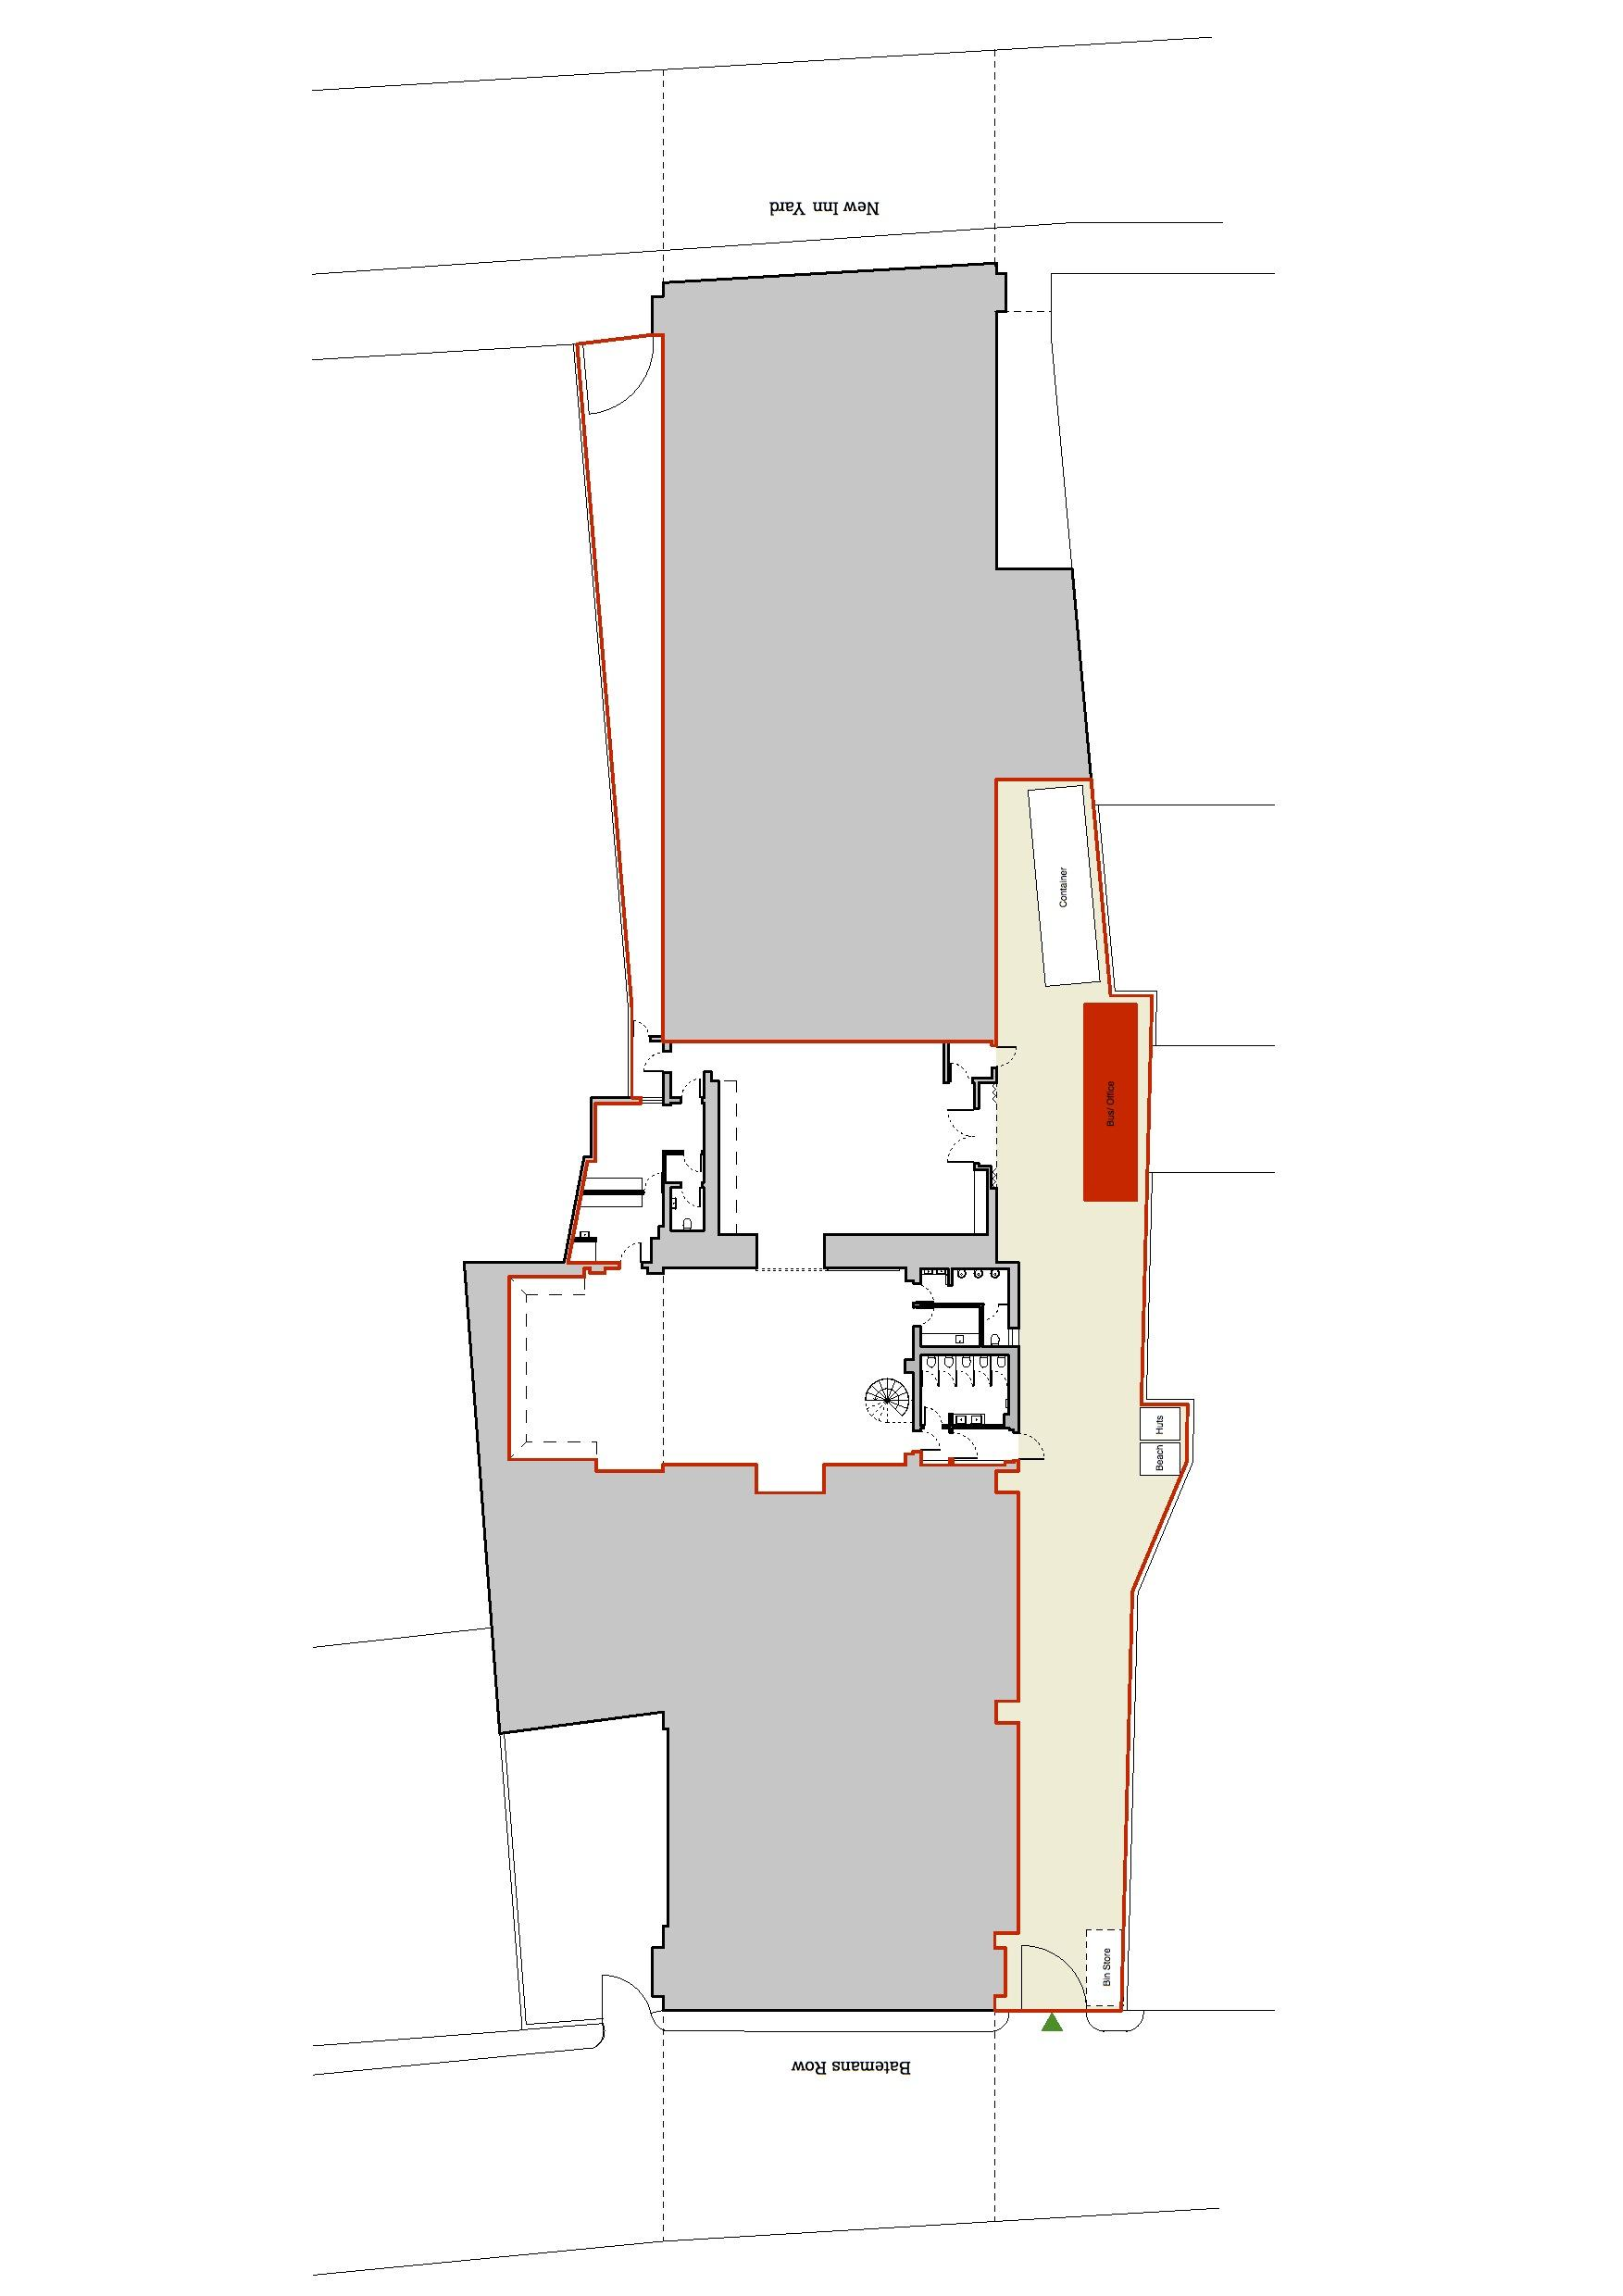 New Inn Yard
Container
Bus/ Office
Beach Huts
Bin Store
Batemans Row